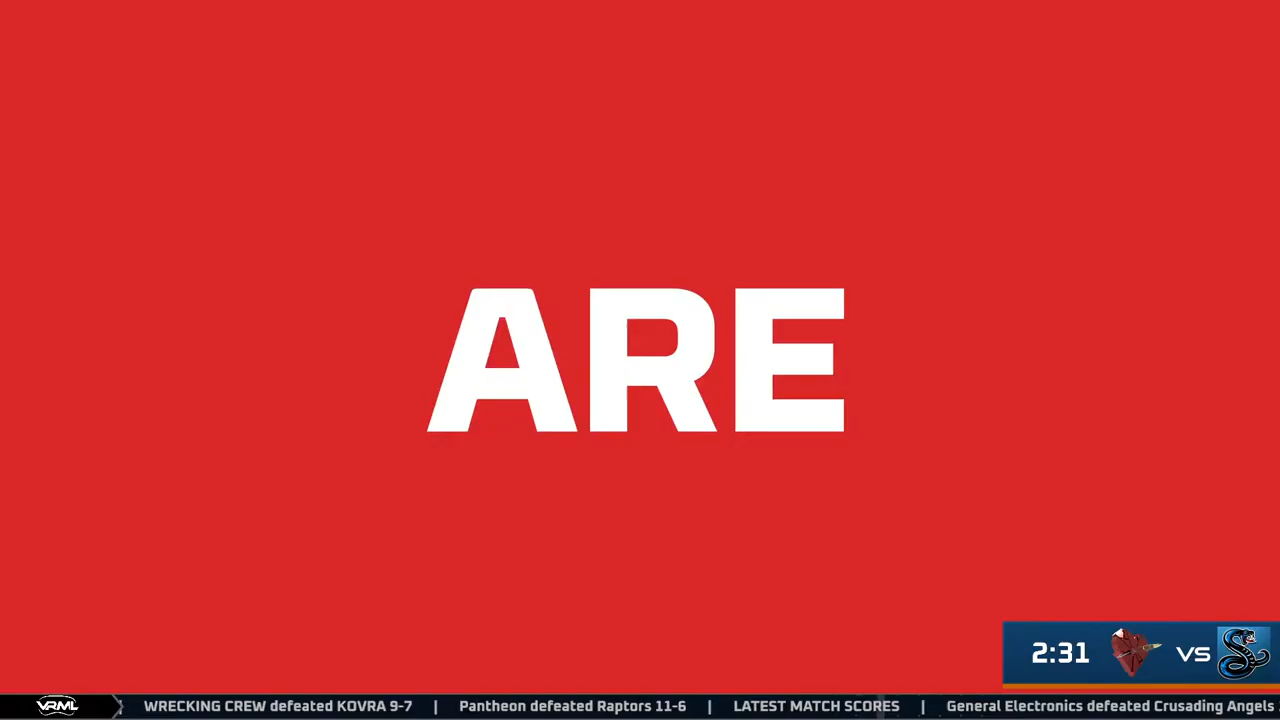 ARE
2:31 VS
VRML WRECKING CREW defeated KOVRA 9-7 | Pantheon defeated Raptors 11-6 | LATEST MATCH SCORES | General Electronics defeated Crusading Angels